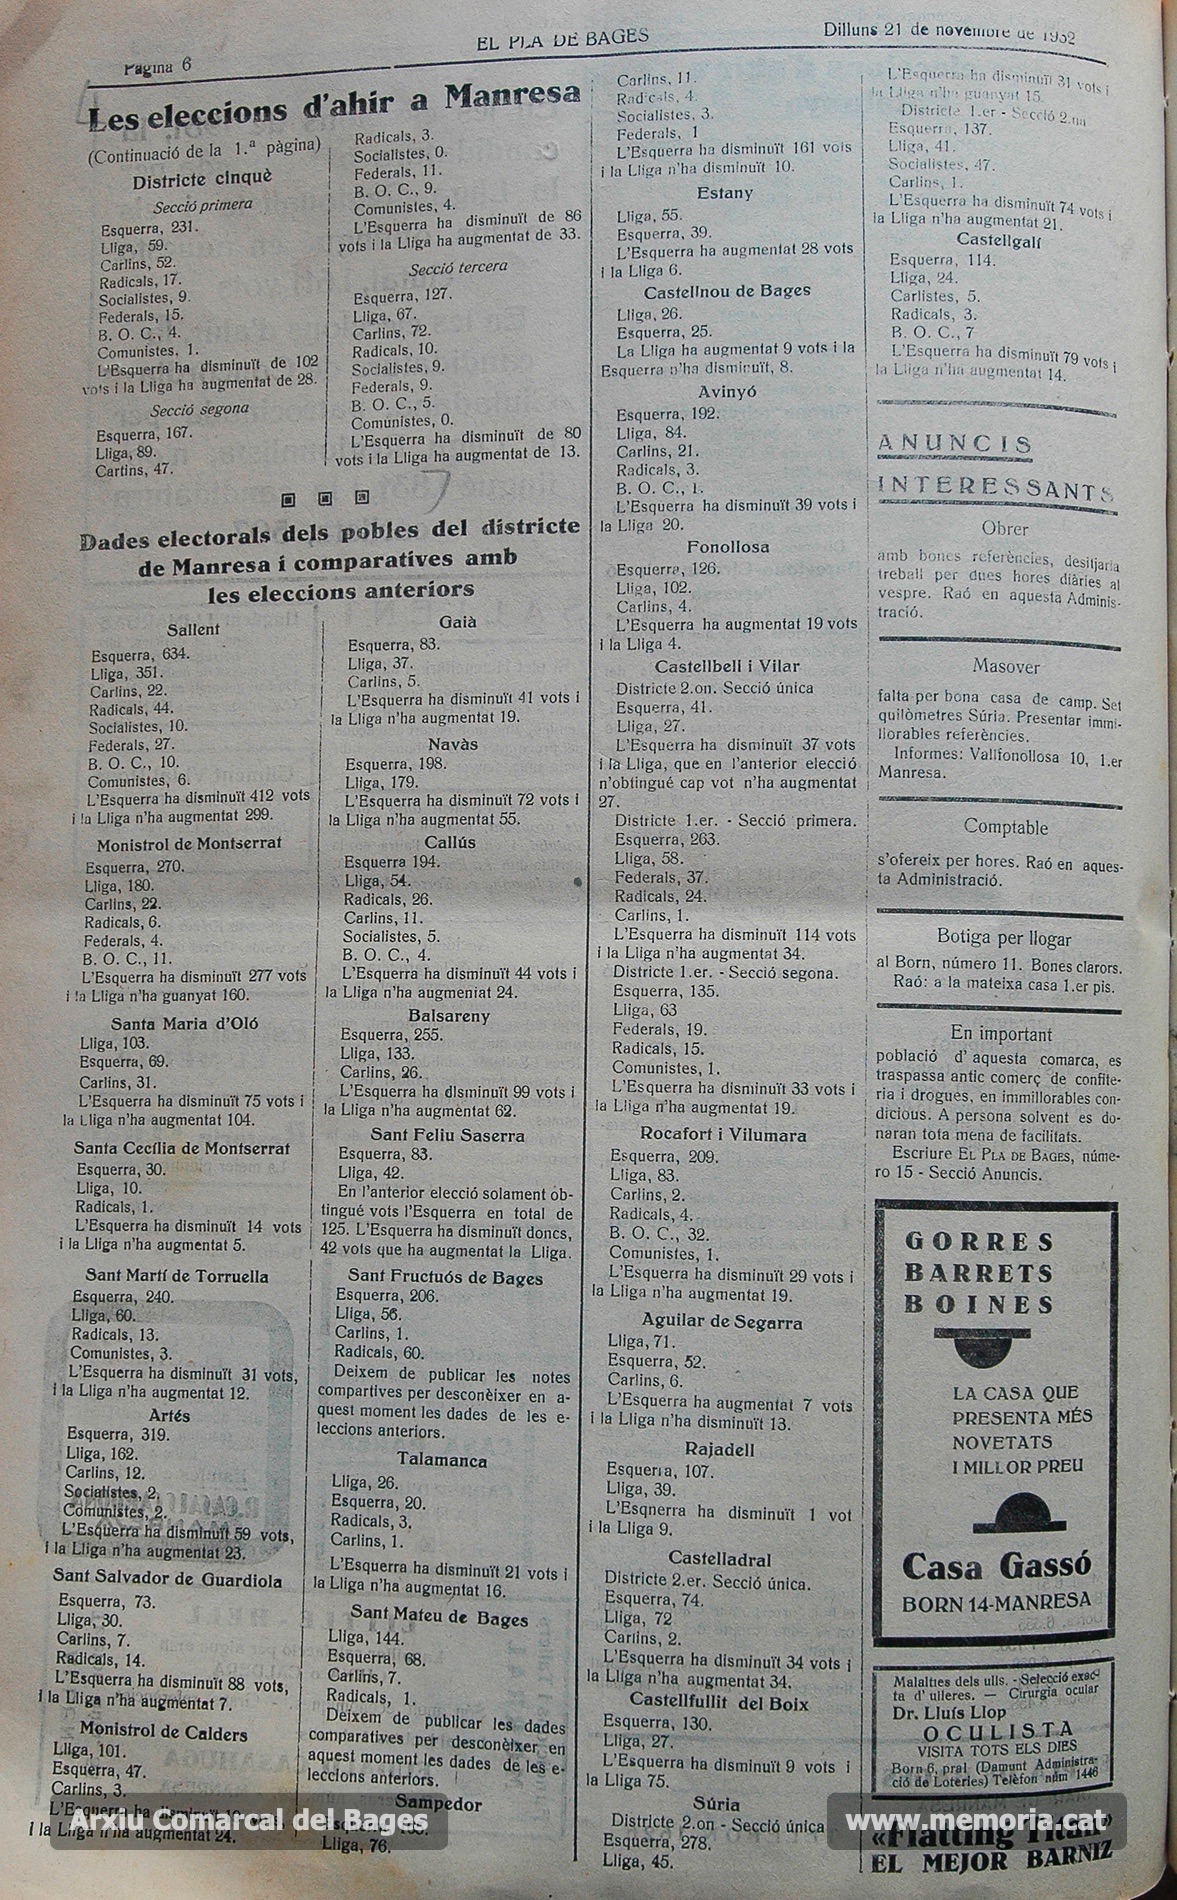 Pàgina 6
EL PLA DE BAGES
Dilluns 21 de novembre de 1932
Les eleccions d'ahir a Manresa
(Continuació de la 1.ª pàgina)
Districte cinquè
Secció primera
Esquerra, 231.
Lliga, 59.
Carlins, 52.
Radicals, 17.
Socialistes, 9.
Federals, 15.
B. O. C., 4.
Comunistes, 1.
L'Esquerra ha disminuït de 102
vots i la Lliga ha augmentat de 28.
Secció segona
Esquerra, 167.
Lliga, 89.
Cartins, 47.
Radicals, 3.
Socialistes, 0.
Federals, 11.
B. O. C., 9.
Comunistes, 4.
L'Esquerra ha disminuït de 86
vots i la Lliga ha augmentat de 33.
Secció tercera
Esquerra, 127.
Lliga, 67.
Carlins, 72.
Radicals, 10.
Socialistes, 9.
Federals, 9.
B. O. C., 5.
Comunistes, 0.
L'Esquerra ha disminuït de 80
vots i la Lliga ha augmentat de 13.
Dades electorals dels pobles del districte
de Manresa i comparatives amb
les eleccions anteriors
Sallent
Esquerra, 634.
Lliga, 351.
Carlins, 22.
Radicals, 44.
Socialistes, 10.
Federals, 27.
B. O. C., 10.
Comunistes, 6.
L'Esquerra ha disminuït 412 vots
i la Lliga n'ha augmentat 299.
Monistrol de Montserrat
Esquerra, 270.
Lliga, 180.
Carlins, 22.
Radicals, 6.
Federals, 4.
B. O. C., 11.
L'Esquerra ha disminuït 277 vots
i la Lliga n'ha guanyat 160.
Santa Maria d'Oló
Lliga, 103.
Esquerra, 69.
Carlins, 31.
L'Esquerra ha disminuït 75 vots i
la Lliga n'ha augmentat 104.
Santa Cecília de Montserrat
Esquerra, 30.
Lliga, 10.
Radicals, 1.
L'Esquerra ha disminuït 14 vots
i la Lliga n'ha augmentat 5.
Sant Martí de Torruella
Esquerra, 240.
Lliga, 60.
Radicals, 13.
Comunistes, 3.
L'Esquerra ha disminuït 31 vots,
i la Lliga n'ha augmentat 12.
Artés
Esquerra, 319.
Lliga, 162.
Carlins, 12.
Socialistes, 2.
Comunistes, 2.
L'Esquerra ha disminuït 59 vots,
i la Lliga n'ha augmentat 23.
Sant Salvador de Guardiola
Esquerra, 73.
Lliga, 30.
Carlins, 7.
Radicals, 14.
L'Esquerra ha disminuït 88 vots,
i la Lliga n'ha augmentat 7.
Monistrol de Calders
Lliga, 101.
Esquerra, 47.
Carlins, 3.
L'Esquerra ha disminuït vots
i la Lliga n'ha augmentat 24.
Gaià
Esquerra, 83.
Lliga, 37.
Carlins, 5.
L'Esquerra ha disminuït 41 vots i
la Lliga n'ha augmentat 19.
Navàs
Esquerra, 198.
Lliga, 179.
L'Esquerra ha disminuït 72 vots i
la Lliga n'ha augmentat 55.
Callús
Esquerra 194.
Lliga, 54.
Radicals, 26.
Carlins, 11.
Socialistes, 5.
B. O. C., 4.
L'Esquerra ha disminuït 44 vots i
la Lliga n'ha augmeniat 24.
Balsareny
Esquerra, 255.
Lliga, 133.
Carlins, 26.
L'Esquerra ha disminuït 99 vots i
la Lliga n'ha augmentat 62.
Sant Feliu Saserra
Esquerra, 83.
Lliga, 42.
En l'anterior elecció solament ob-
tingué vots l'Esquerra en total de
125. L'Esquerra ha disminuït doncs,
42 vots que ha augmentat la Lliga.
Sant Fructuós de Bages
Esquerra, 206.
Lliga, 56.
Carlins, 1.
Radicals, 60.
Deixem de publicar les notes
compartives per desconèixer en a-
quest moment les dades de les e-
leccions anteriors.
Talamanca
Lliga, 26.
Esquerra, 20.
Radicals, 3.
Carlins, 1.
L'Esquerra ha disminuït 21 vots i
la Lliga n'ha augmentat 16.
Sant Mateu de Bages
Lliga, 144.
Esquerra, 68.
Carlins, 7.
Radicals, 1.
Deixem de publicar les dades
comparatives per desconèixer en
aquest moment les dades de les e-
leccions anteriors.
Sampedor
Lliga, 76.
Carlins, 11.
Radicals, 4.
Socialistes, 3.
Federals, 1
L'Esquerra ha disminuït 161 vots
i la Lliga n'ha disminuït 10.
Estany
Lliga, 55.
Esquerra, 39.
L'Esquerra ha augmentat 28 vots
i la Lliga 6.
Castellnou de Bages
Lliga, 26.
Esquerra, 25.
La Lliga ha augmentat 9 vots i la
Esquerra n'ha disminuït, 8.
Avinyó
Esquerra, 192.
Lliga, 84.
Carlins, 21.
Radicals, 3.
B. O. C., 1.
L'Esquerra ha disminuït 39 vots i
la Lliga 20.
Fonollosa
Esquerra, 126.
Lliga, 102.
Carlins, 4.
L'Esquerra ha augmentat 19 vots
i la Lliga 4.
Castellbell i Vilar
Districte 2.on. Secció única
Esquerra, 41.
Lliga, 27.
L'Esquerra ha disminuït 37 vots
i la Lliga, que en l'anterior elecció
n'obtingué cap vot n'ha augmentat
27.
Districte 1.er. - Secció primera.
Esquerra, 263.
Lliga, 58.
Federals, 37.
Radicals, 24.
Carlins, 1.
L'Esquerra ha disminuït 114 vots
i la Lliga n'ha augmentat 34.
Districte 1.er. - Secció segona.
Esquerra, 135.
Lliga, 63
Federals, 19.
Radicals, 15.
Comunistes, 1.
L'Esquerra ha disminuït 33 vots i
la Lliga n'ha augmentat 19.
Rocafort i Vilumara
Esquerra, 209.
Lliga, 83.
Carlins, 2.
Radicals, 4.
B. O. C., 32.
Comunistes, 1.
L'Esquerra ha disminuït 29 vots i
la Lliga n'ha augmentat 19.
Aguilar de Segarra
Lliga, 71.
Esquerra, 52.
Carlins, 6.
L'Esquerra ha augmentat 7 vots
i la Lliga n'ha disminuït 13.
Rajadell
Esquerra, 107.
Lliga, 39.
L'Esqnerra ha disminuït 1 vot
i la Lliga 9.
Castelladral
Districte 2.er. Secció única.
Esquerra, 74.
Lliga, 72
Carlins, 2.
L'Esquerra ha disminuït 34 vots i
la Lliga n'ha augmentat 34.
Castellfullit del Boix
Esquerra, 130.
Lliga, 27.
L'Esquerra ha disminuït 9 vots i
la Lliga 75.
Súria
Districte 2.on - Secció única
Esquerra, 278.
Lliga, 45.
L'Esquerra ha disminuït 31 vots i
la Lliga n'ha guanyat 15.
Districte 1.er - Secció 2.na
Esquerra, 137.
Lliga, 41.
Socialistes, 47.
Carlins, 1.
L'Esquerra ha disminuït 74 vots i
la Lliga n'ha augmentat 21.
Castellgalí
Esquerra, 114.
Lliga, 24.
Carlistes, 5.
Radicals, 3.
B. O. C., 7
L'Esquerra ha disminuït 79 vots i
la Lliga n'ha augmentat 14.
ANUNCIS
INTERESSANTS
Obrer
amb bones referències, desitjaria
treball per dues hores diàries al
vespre. Raó en aquesta Adminis-
tració.
Masover
falta per bona casa de camp. Set
quilòmetres Súria. Presentar immi-
llorables referències.
Informes: Vallfonollosa 10, 1.er
Manresa.
Comptable
s'ofereix per hores. Raó en aques-
ta Administració.
Botiga per llogar
al Born, número 11. Bones clarors.
Raó: a la mateixa casa 1.er pis.
En important
població d'aquesta comarca, es
traspassa antic comerç de confite-
ria i drogues, en immillorables con-
dicious. A persona solvent es do-
naran tota mena de facilitats.
Escriure EL PLA DE BAGES, núme-
ro 15 - Secció Anuncis.
GORRES
BARRETS
BOINES
LA CASA QUE
PRESENTA MÉS
NOVETATS
I MILLOR PREU
Casa Gassó
BORN 14-MANRESA
Malalties dels ulls. - Selecció exac-
ta d'ulleres. — Cirurgia ocular
Dr. Lluís Llop
OCULISTA
VISITA TOTS ELS DIES
Born 6, pral (Damunt Administra-
ció de Loteries) Telèfon núm 1446
«Flatting Titan»
EL MEJOR BARNIZ
Arxiu Comarcal del Bages
www.memoria.cat